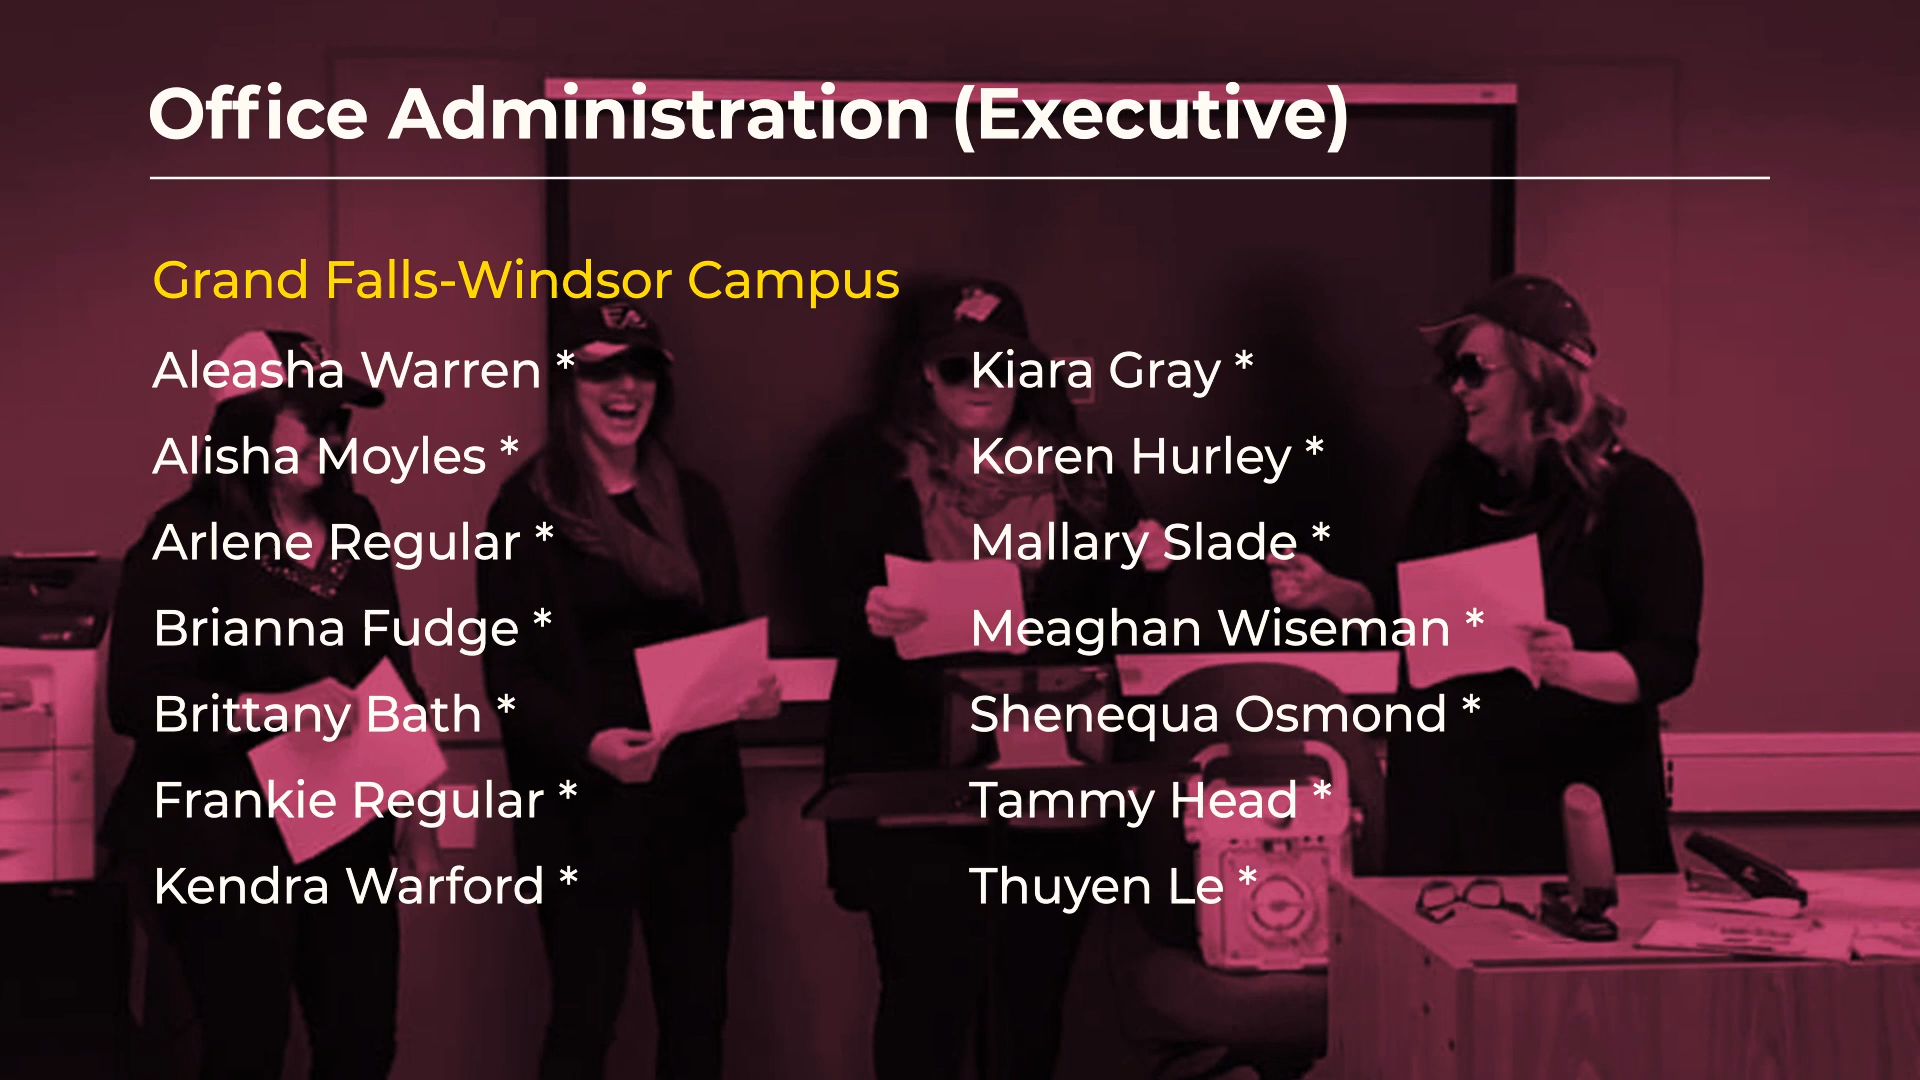 Office Administration (Executive)
Grand Falls-Windsor Campus
Aleasha Warren *
Alisha Moyles *
Arlene Regular *
Brianna Fudge *
Brittany Bath *
Frankie Regular *
Kendra Warford *
Kiara Gray *
Koren Hurley *
Mallary Slade *
Meaghan Wiseman *
Shenequa Osmond *
Tammy Head *
Thuyen Le *